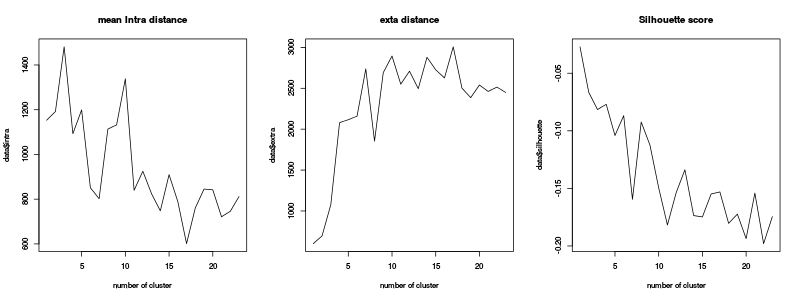 mean Intra distance
data$intra
600
800
1000
1200
1400
5
10
15
20
number of cluster
exta distance
data$extra
1000
1500
2000
2500
3000
5
10
15
20
number of cluster
Silhouette score
data$silhouette
-0.20
-0.15
-0.10
-0.05
5
10
15
20
number of cluster